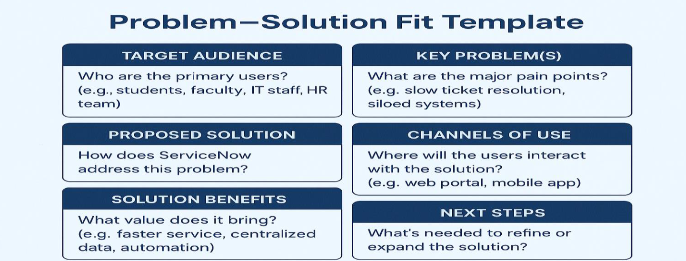 Problem—Solution Fit Template
TARGET AUDIENCE
Who are the primary users?
(e.g., students, faculty, IT staff, HR
team)
KEY PROBLEM(S)
What are the major pain points?
(e.g. slow ticket resolution,
siloed systems)
PROPOSED SOLUTION
How does ServiceNow
address this problem?
CHANNELS OF USE
Where will the users interact
with the solution?
(e.g. web portal, mobile app)
SOLUTION BENEFITS
What value does it bring?
(e.g. faster service, centralized
data, automation)
NEXT STEPS
What's needed to refine or
expand the solution?